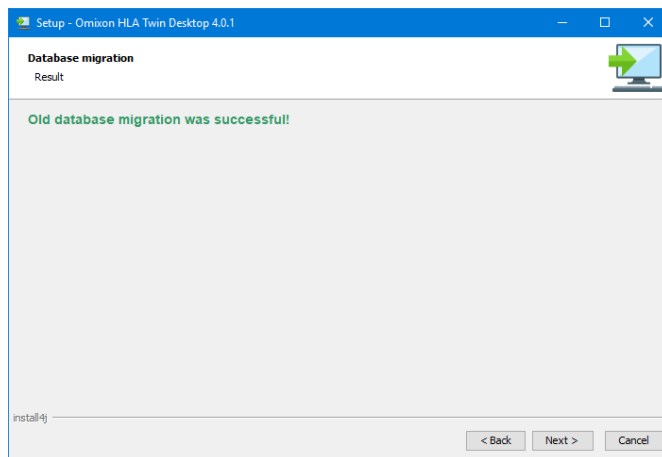 Setup - Omixon HLA Twin Desktop 4.0.1
Database migration
Result
Old database migration was successful!
install4j
< Back Next > Cancel